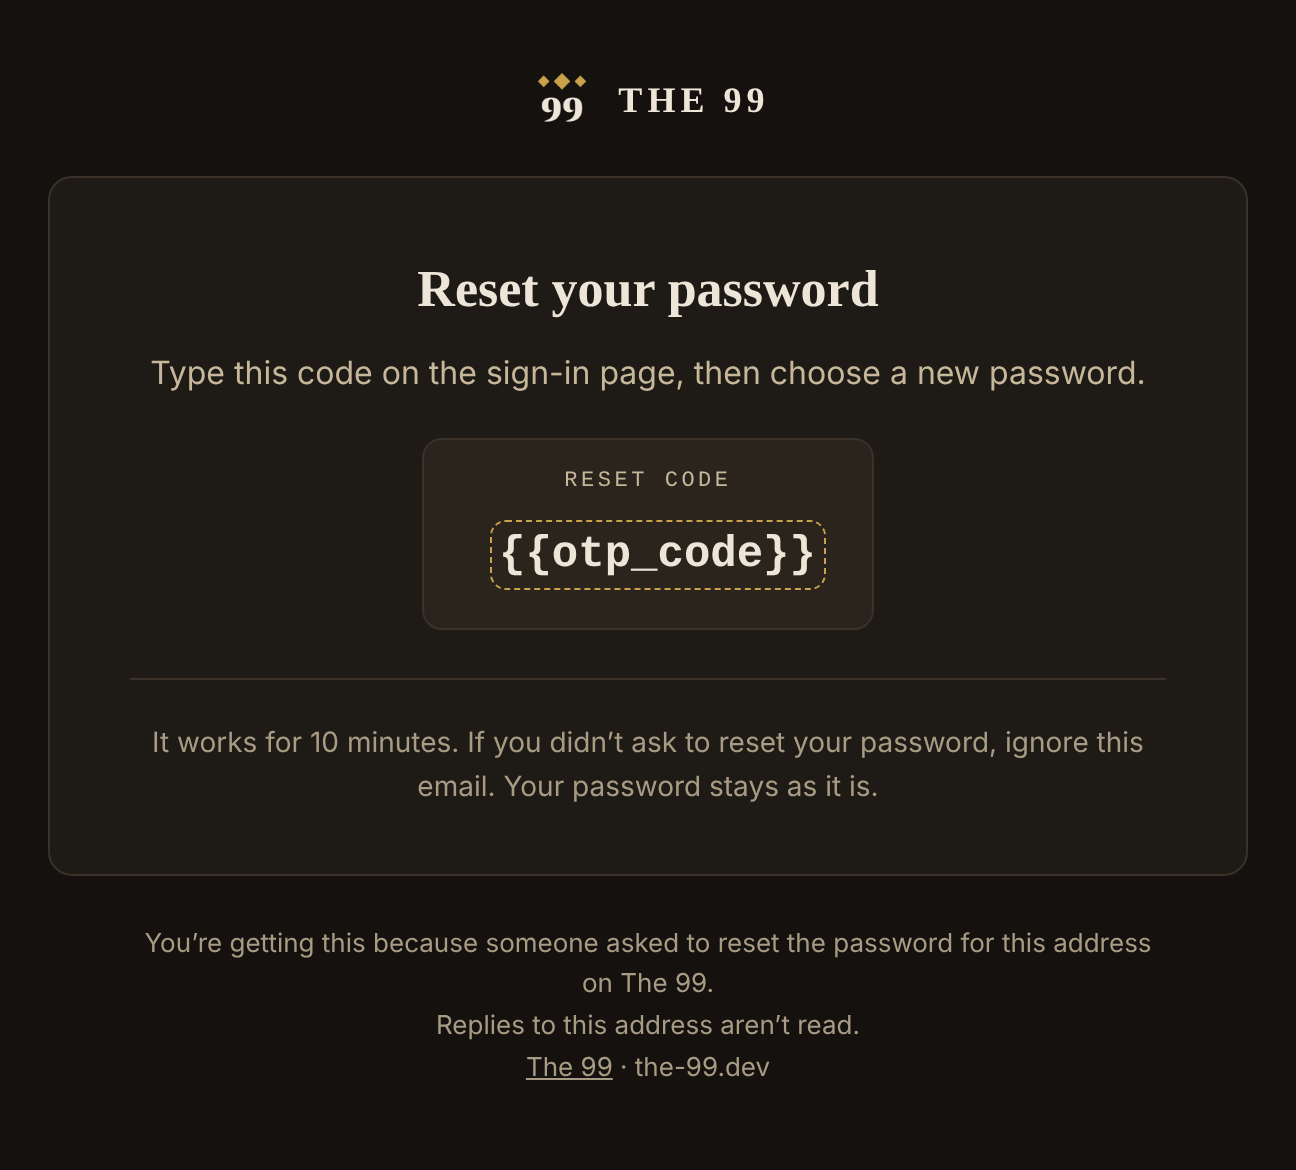 99 THE 99
Reset your password
Type this code on the sign-in page, then choose a new password.
RESET CODE
{{otp_code}}
It works for 10 minutes. If you didn’t ask to reset your password, ignore this
email. Your password stays as it is.
You’re getting this because someone asked to reset the password for this address
on The 99.
Replies to this address aren’t read.
The 99 · the-99.dev